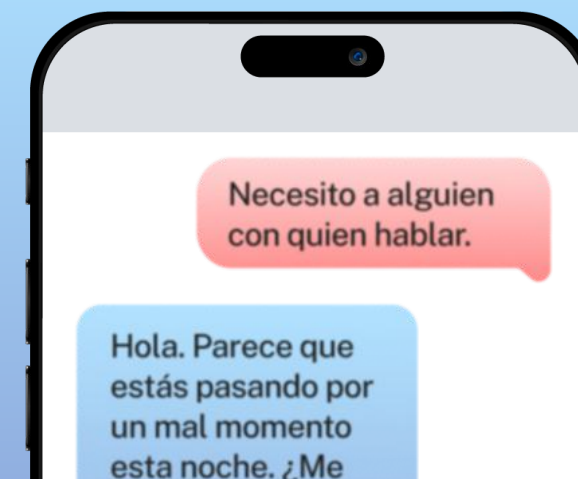 Necesito a alguien
con quien hablar.
Hola. Parece que
estás pasando por
un mal momento
esta noche. ¿Me